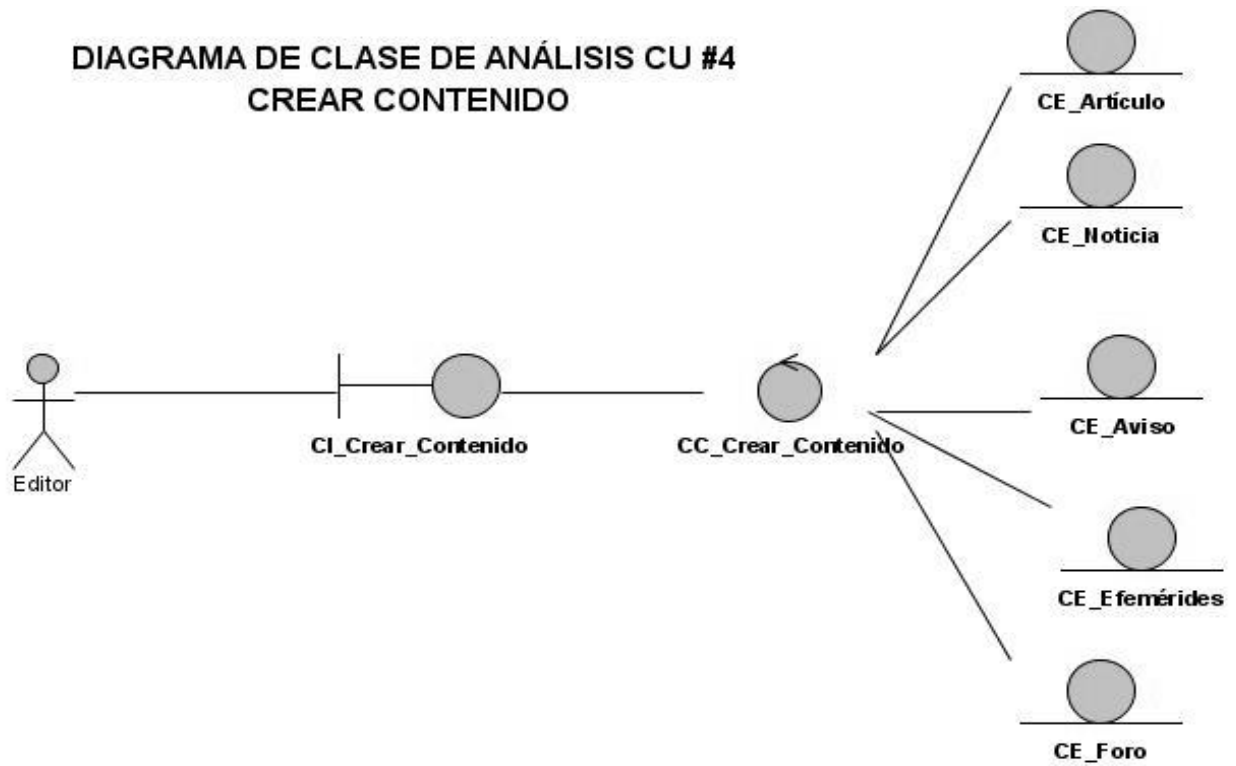 DIAGRAMA DE CLASE DE ANÁLISIS CU #4
CREAR CONTENIDO
CE_Artículo
CE_Noticia
CE_Aviso
CI_Crear_Contenido
CC_Crear_Contenido
Editor
CE_Efemérides
CE_Foro